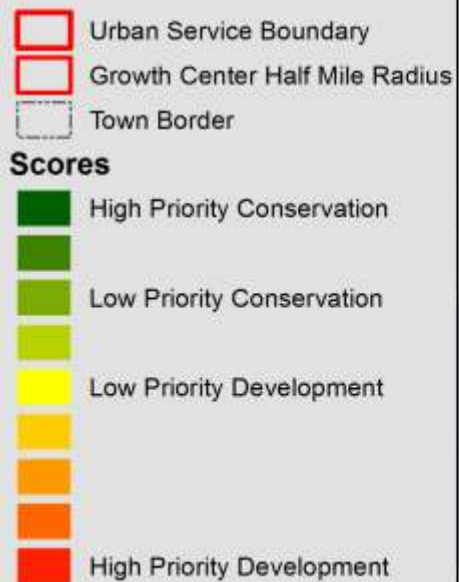 Urban Service Boundary
Growth Center Half Mile Radius
Town Border
Scores
High Priority Conservation
Low Priority Conservation
Low Priority Development
High Priority Development